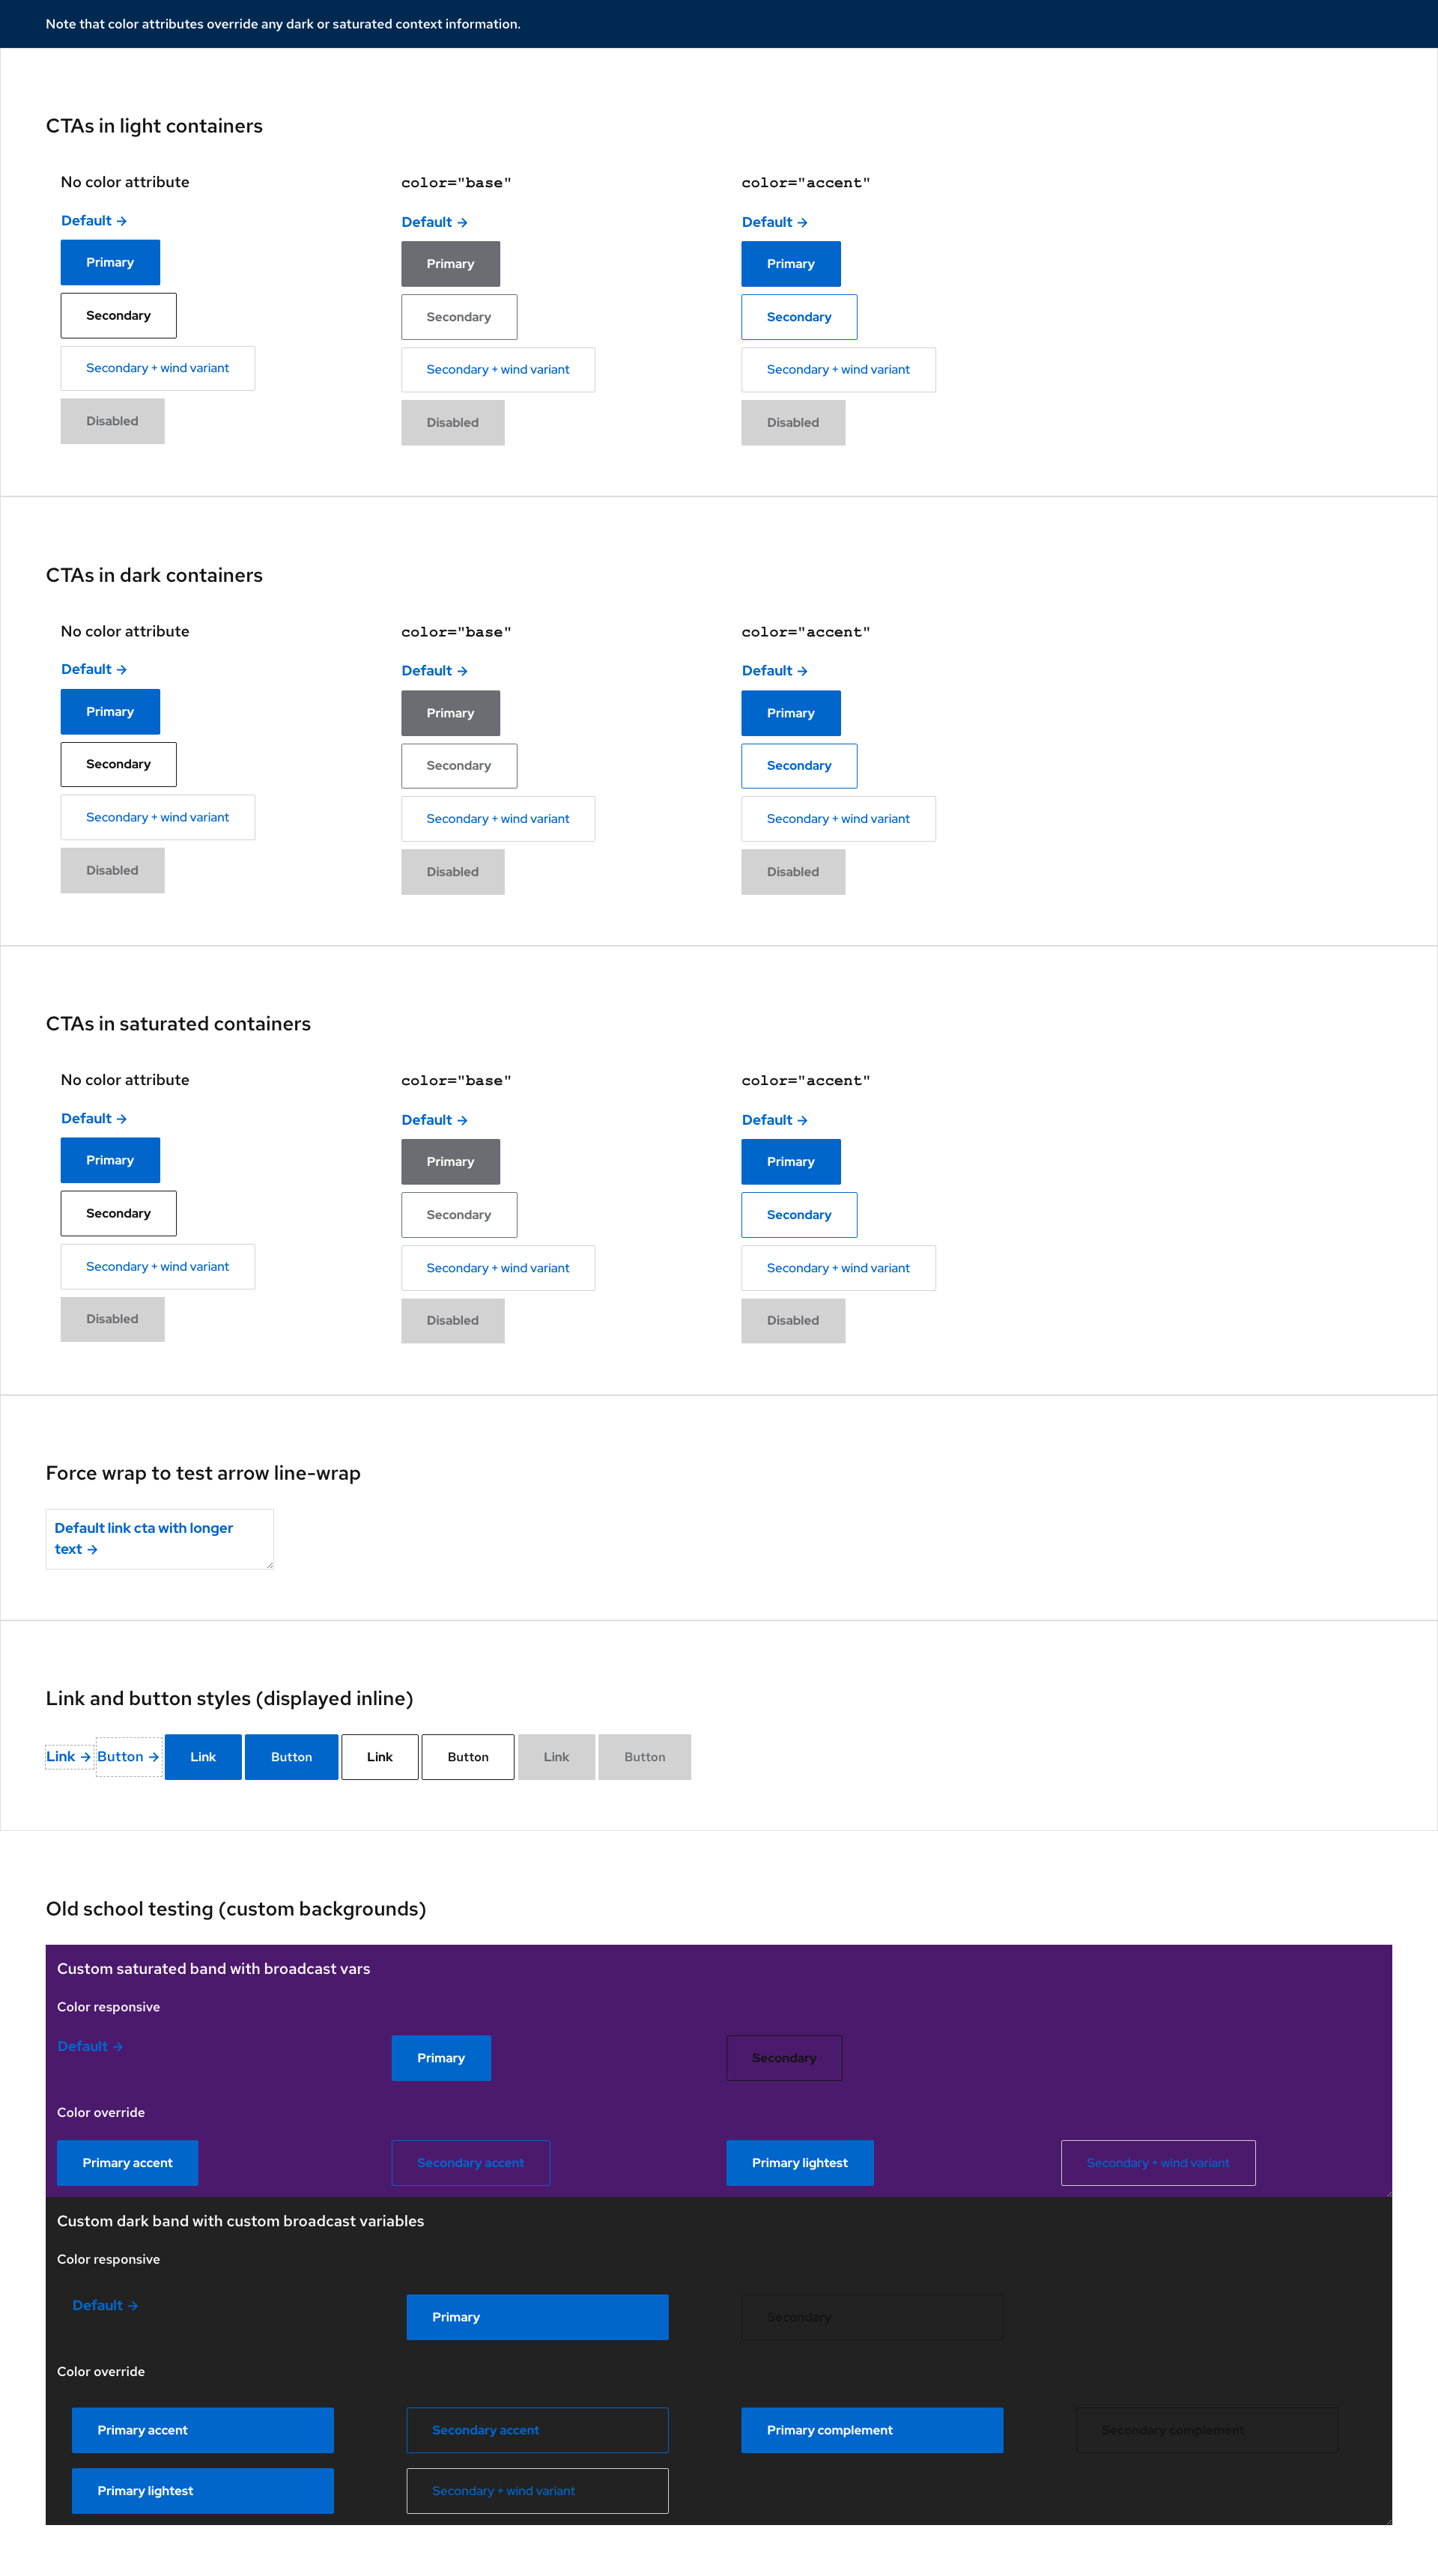 Note that color attributes override any dark or saturated context information.
CTAs in light containers
No color attribute
Default →
Primary
Secondary
Secondary + wind variant
Disabled
color="base"
Default →
Primary
Secondary
Secondary + wind variant
Disabled
color="accent"
Default →
Primary
Secondary
Secondary + wind variant
Disabled
CTAs in dark containers
No color attribute
Default →
Primary
Secondary
Secondary + wind variant
Disabled
color="base"
Default →
Primary
Secondary
Secondary + wind variant
Disabled
color="accent"
Default →
Primary
Secondary
Secondary + wind variant
Disabled
CTAs in saturated containers
No color attribute
Default →
Primary
Secondary
Secondary + wind variant
Disabled
color="base"
Default →
Primary
Secondary
Secondary + wind variant
Disabled
color="accent"
Default →
Primary
Secondary
Secondary + wind variant
Disabled
Force wrap to test arrow line-wrap
Default link cta with longer
text →
Link and button styles (displayed inline)
Link → Button → Link Button Link Button Link Button
Old school testing (custom backgrounds)
Custom saturated band with broadcast vars
Color responsive
Default → Primary Secondary
Color override
Primary accent Secondary accent Primary lightest Secondary + wind variant
Custom dark band with custom broadcast variables
Color responsive
Default → Primary Secondary
Color override
Primary accent Secondary accent Primary complement Secondary complement
Primary lightest Secondary + wind variant